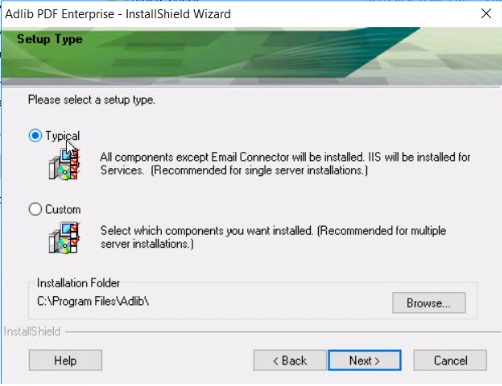 Adlib PDF Enterprise - InstallShield Wizard
Setup Type
Please select a setup type.
Typical
All components except Email Connector will be installed. IIS will be installed for
Services. (Recommended for single server installations.)
Custom
Select which components you want installed. (Recommended for multiple
server installations.)
Installation Folder
C:\Program Files\Adlib\
Browse...
InstallShield
Help
< Back
Next >
Cancel